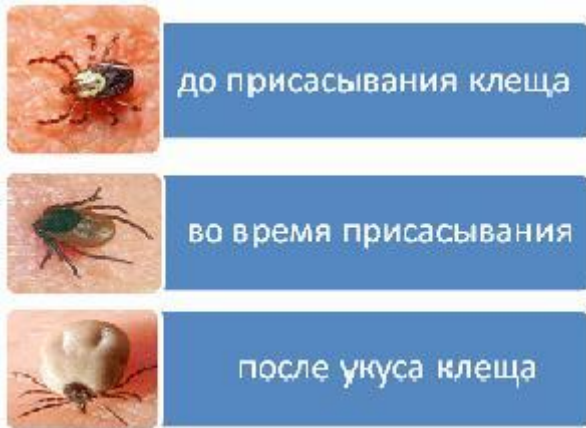 до присасывания клеща
во время присасывания
после укуса клеща